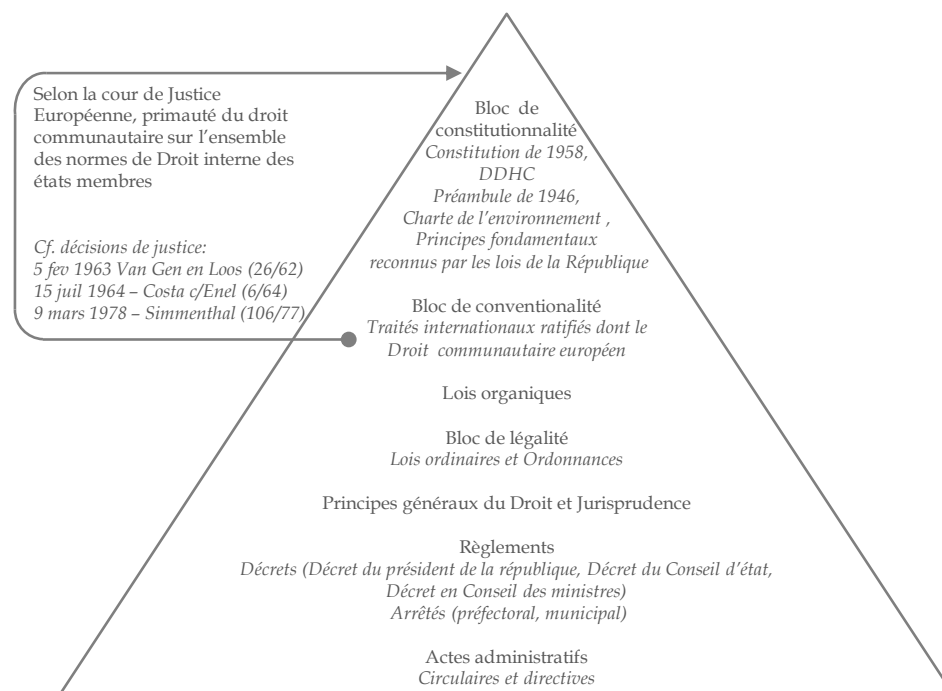 Selon la cour de Justice
Européenne, primauté du droit
communautaire sur l'ensemble
des normes de Droit interne des
états membres
Cf. décisions de justice:
5 fev 1963 Van Gen en Loos (26/62)
15 juil 1964 – Costa c/Enel (6/64)
9 mars 1978 – Simmenthal (106/77)
Bloc de
constitutionnalité
Constitution de 1958,
DDHC
Préambule de 1946,
Charte de l'environnement ,
Principes fondamentaux
reconnus par les lois de la République
Bloc de conventionalité
Traités internationaux ratifiés dont le
Droit communautaire européen
Lois organiques
Bloc de légalité
Lois ordinaires et Ordonnances
Principes généraux du Droit et Jurisprudence
Règlements
Décrets (Décret du président de la république, Décret du Conseil d'état,
Décret en Conseil des ministres)
Arrêtés (préfectoral, municipal)
Actes administratifs
Circulaires et directives